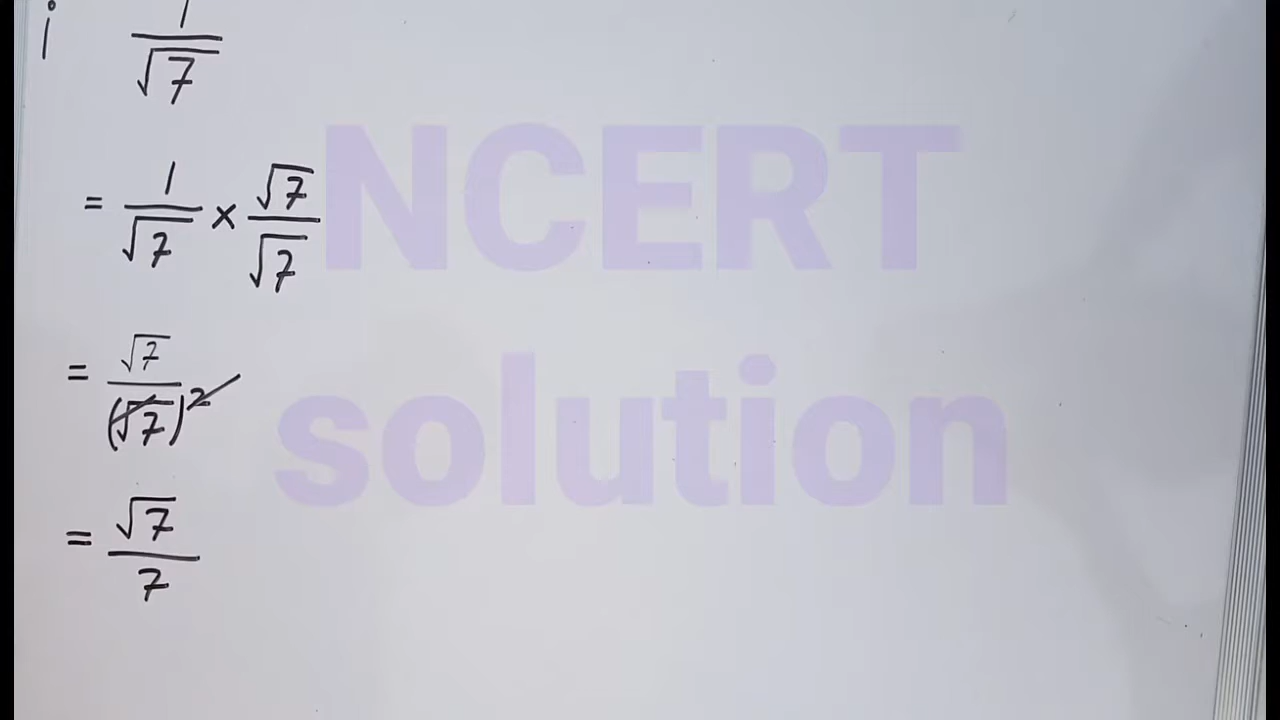 i 1/√7
= 1/√7 × √7/√7
= √7/(√7)²
= √7/7
NCERT
solution